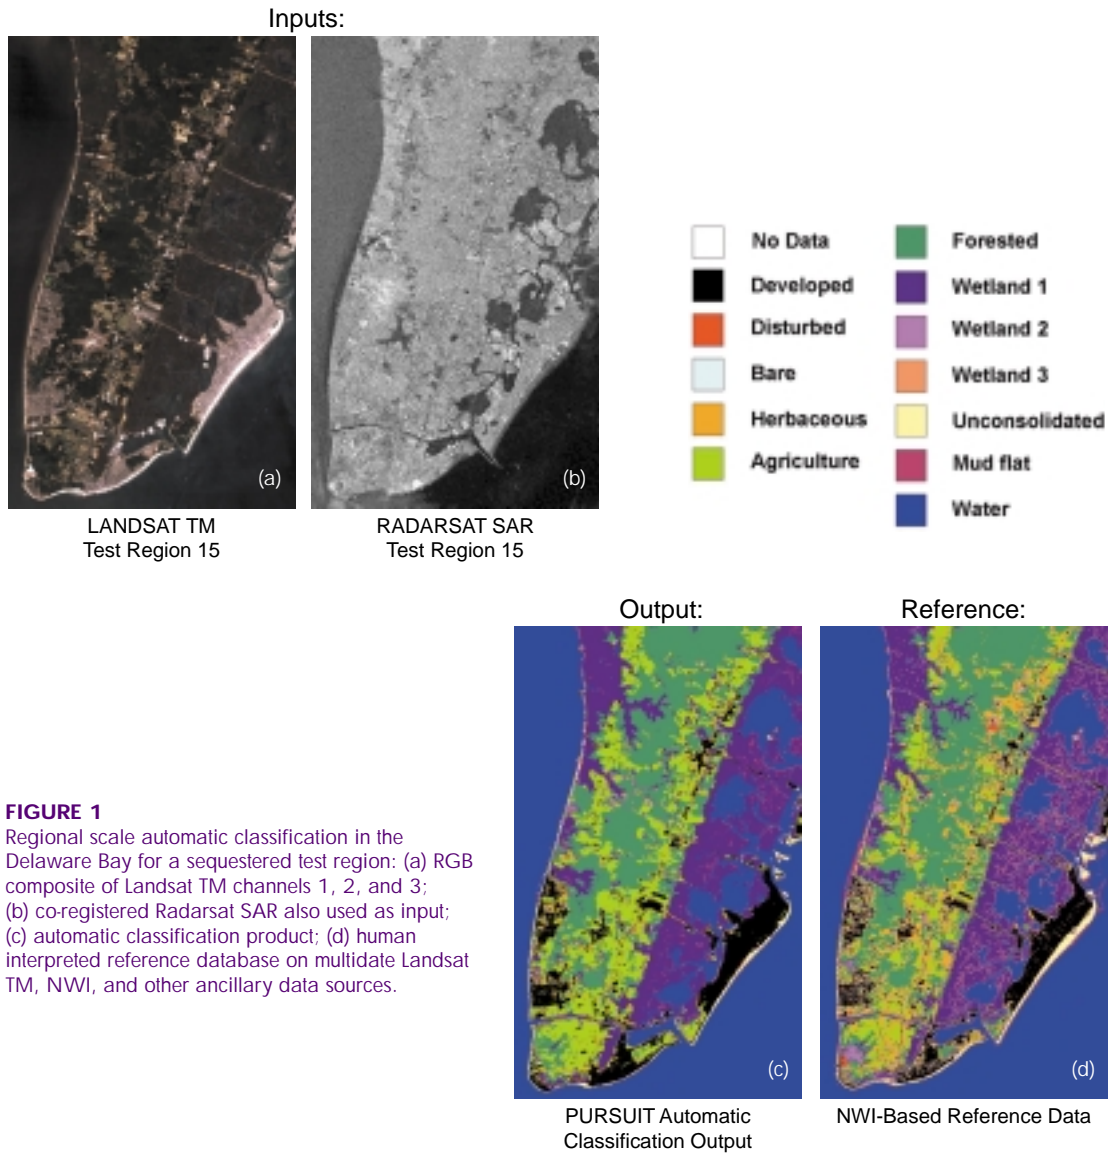 Inputs:
(a)
(b)
LANDSAT TM
Test Region 15
RADARSAT SAR
Test Region 15
No Data
Developed
Disturbed
Bare
Herbaceous
Agriculture
Forested
Wetland 1
Wetland 2
Wetland 3
Unconsolidated
Mud flat
Water
Output:
Reference:
(c)
(d)
PURSUIT Automatic
Classification Output
NWI-Based Reference Data
FIGURE 1
Regional scale automatic classification in the
Delaware Bay for a sequestered test region: (a) RGB
composite of Landsat TM channels 1, 2, and 3;
(b) co-registered Radarsat SAR also used as input;
(c) automatic classification product; (d) human
interpreted reference database on multidate Landsat
TM, NWI, and other ancillary data sources.